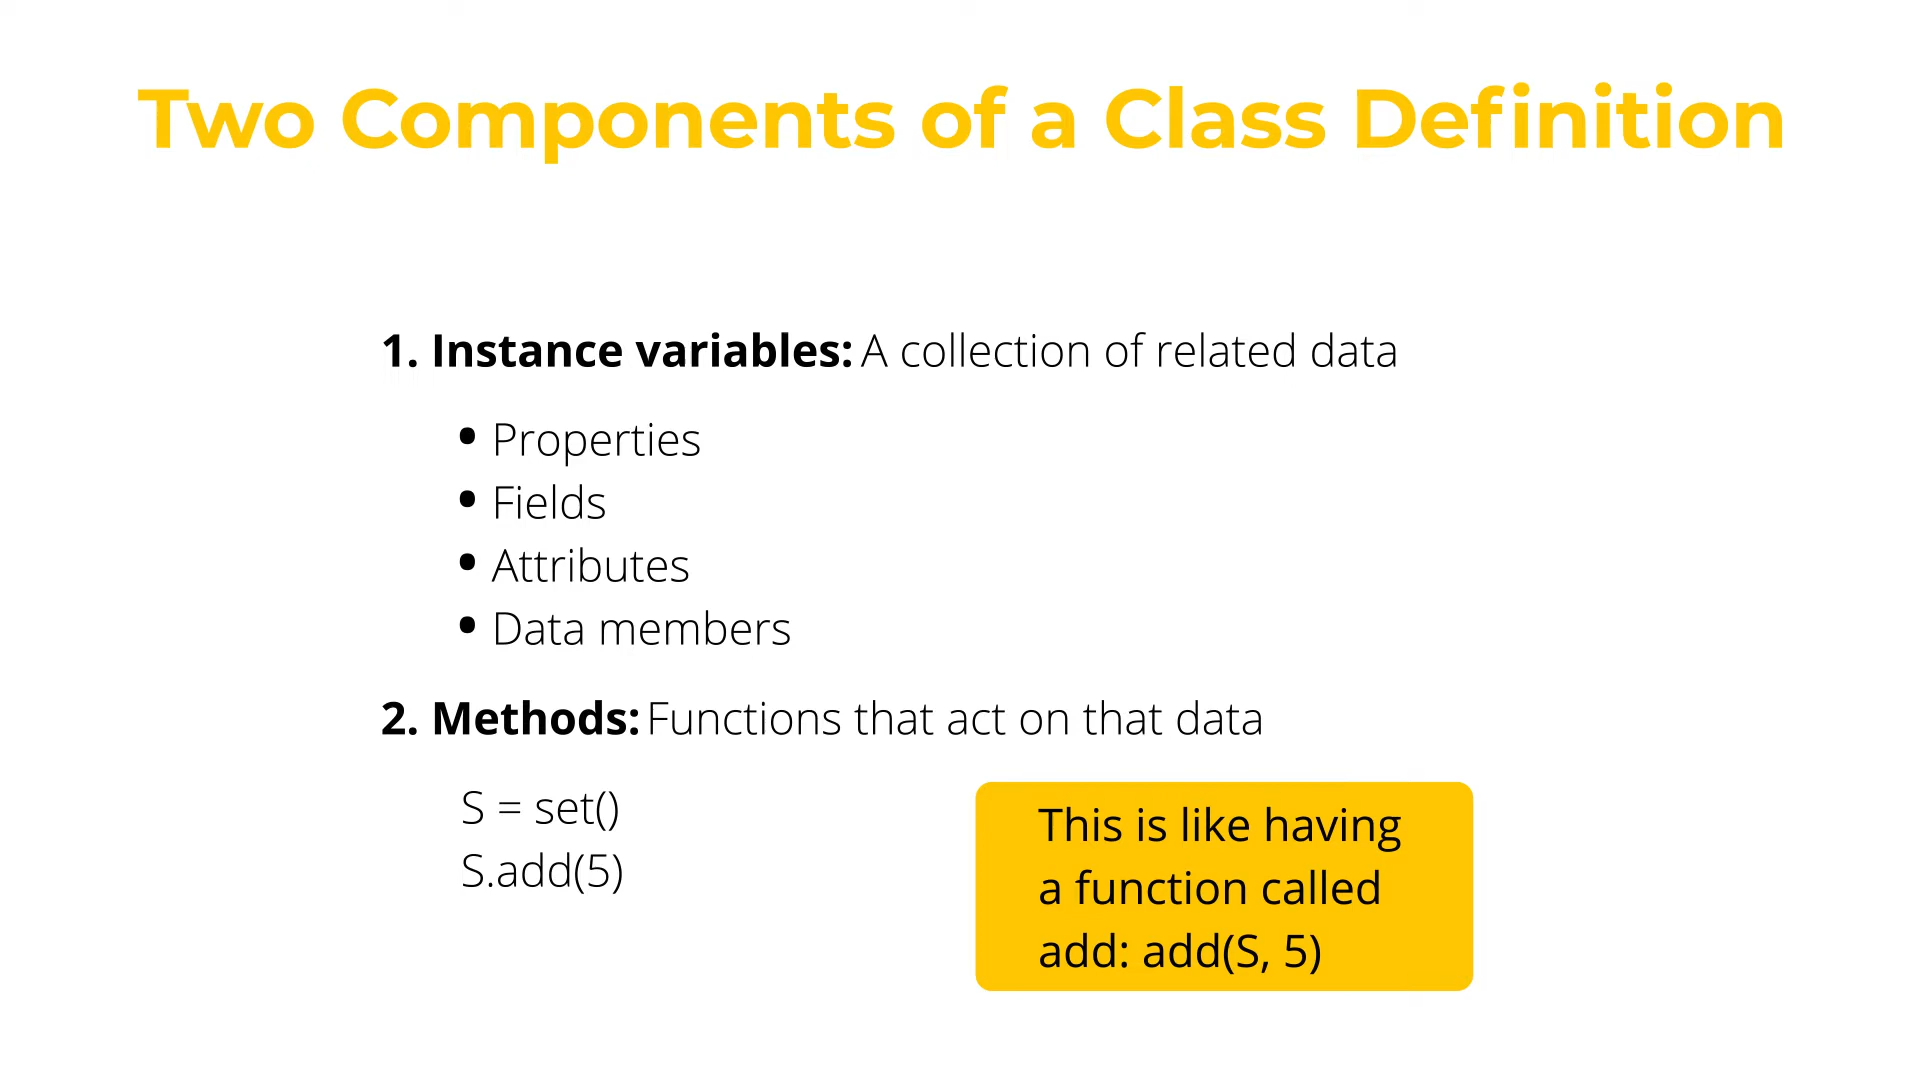 Two Components of a Class Definition
1. Instance variables: A collection of related data
• Properties
• Fields
• Attributes
• Data members
2. Methods: Functions that act on that data
S = set()
S.add(5)
This is like having
a function called
add: add(S, 5)